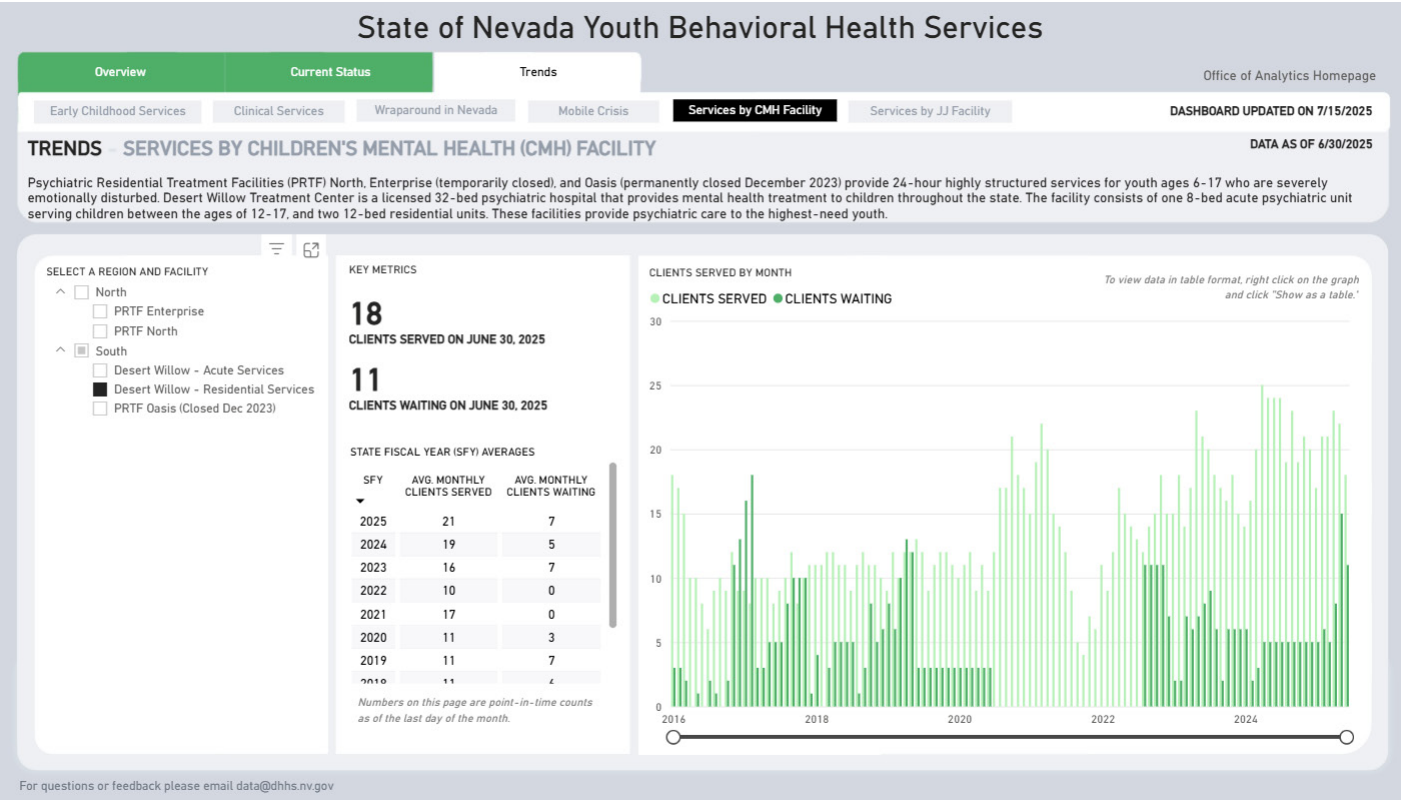 State of Nevada Youth Behavioral Health Services
Overview
Current Status
Trends
Office of Analytics Homepage
Early Childhood Services
Clinical Services
Wraparound in Nevada
Mobile Crisis
Services by CMH Facility
Services by JJ Facility
DASHBOARD UPDATED ON 7/15/2025
TRENDS - SERVICES BY CHILDREN'S MENTAL HEALTH (CMH) FACILITY
DATA AS OF 6/30/2025
Psychiatric Residential Treatment Facilities (PRTF) North, Enterprise (temporarily closed), and Oasis (permanently closed December 2023) provide 24-hour highly structured services for youth ages 6-17 who are severely
emotionally disturbed. Desert Willow Treatment Center is a licensed 32-bed psychiatric hospital that provides mental health treatment to children throughout the state. The facility consists of one 8-bed acute psychiatric unit
serving children between the ages of 12-17, and two 12-bed residential units. These facilities provide psychiatric care to the highest-need youth.
SELECT A REGION AND FACILITY
North
PRTF Enterprise
PRTF North
South
Desert Willow - Acute Services
Desert Willow - Residential Services
PRTF Oasis (Closed Dec 2023)
KEY METRICS
18
CLIENTS SERVED ON JUNE 30, 2025
11
CLIENTS WAITING ON JUNE 30, 2025
STATE FISCAL YEAR (SFY) AVERAGES
SFY AVG. MONTHLY CLIENTS SERVED AVG. MONTHLY CLIENTS WAITING
2025 21 7
2024 19 5
2023 16 7
2022 10 0
2021 17 0
2020 11 3
2019 11 7
2018 11
Numbers on this page are point-in-time counts
as of the last day of the month.
CLIENTS SERVED BY MONTH
To view data in table format, right click on the graph
and click "Show as a table.'
CLIENTS SERVED CLIENTS WAITING
30
25
20
15
10
5
0
2016 2018 2020 2022 2024
For questions or feedback please email data@dhhs.nv.gov